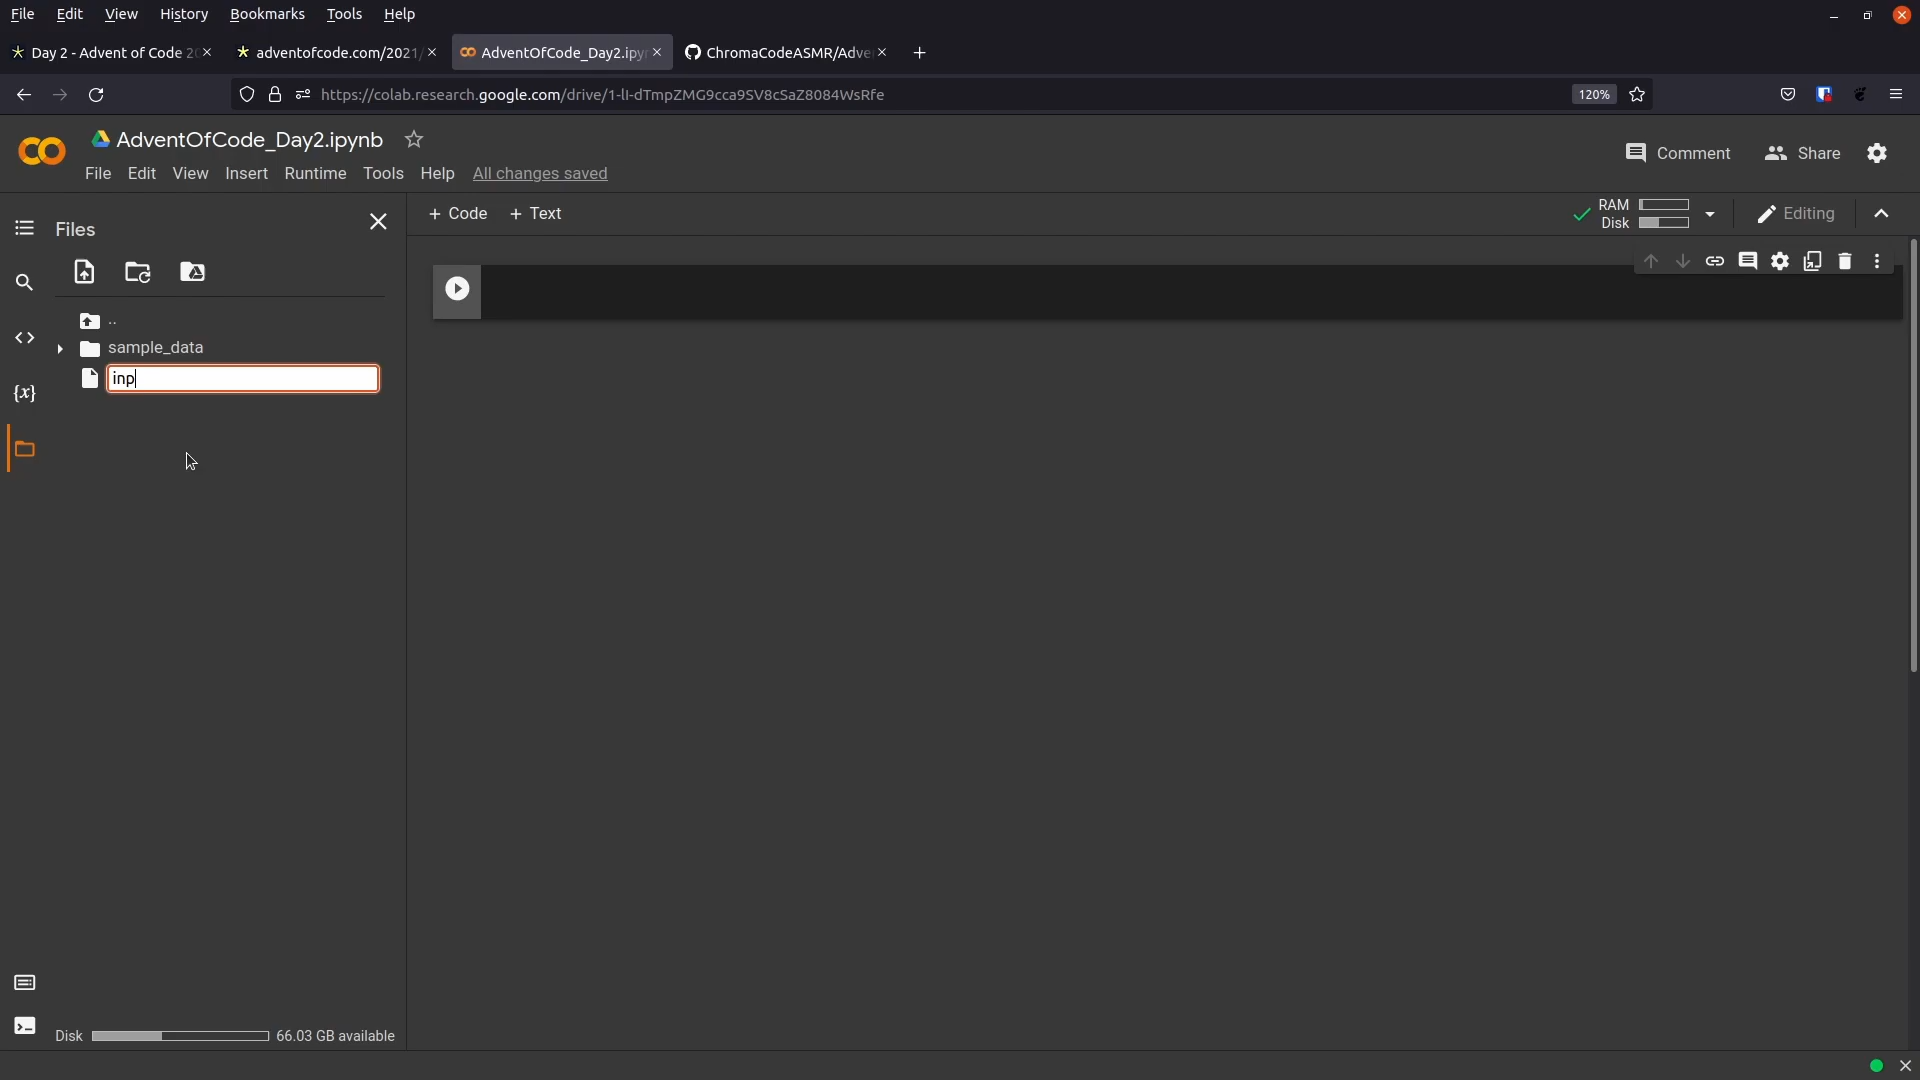 File Edit View History Bookmarks Tools Help
Day 2 - Advent of Code 20
adventofcode.com/2021/
AdventOfCode_Day2.ipyn
ChromaCodeASMR/Adve
https://colab.research.google.com/drive/1-lI-dTmpZMG9cca9SV8cSaZ8084WsRfe
120%
AdventOfCode_Day2.ipynb
Comment
Share
File Edit View Insert Runtime Tools Help All changes saved
Files
+ Code + Text
RAM
Disk
Editing
..
sample_data
{x}
inp
Disk
66.03 GB available